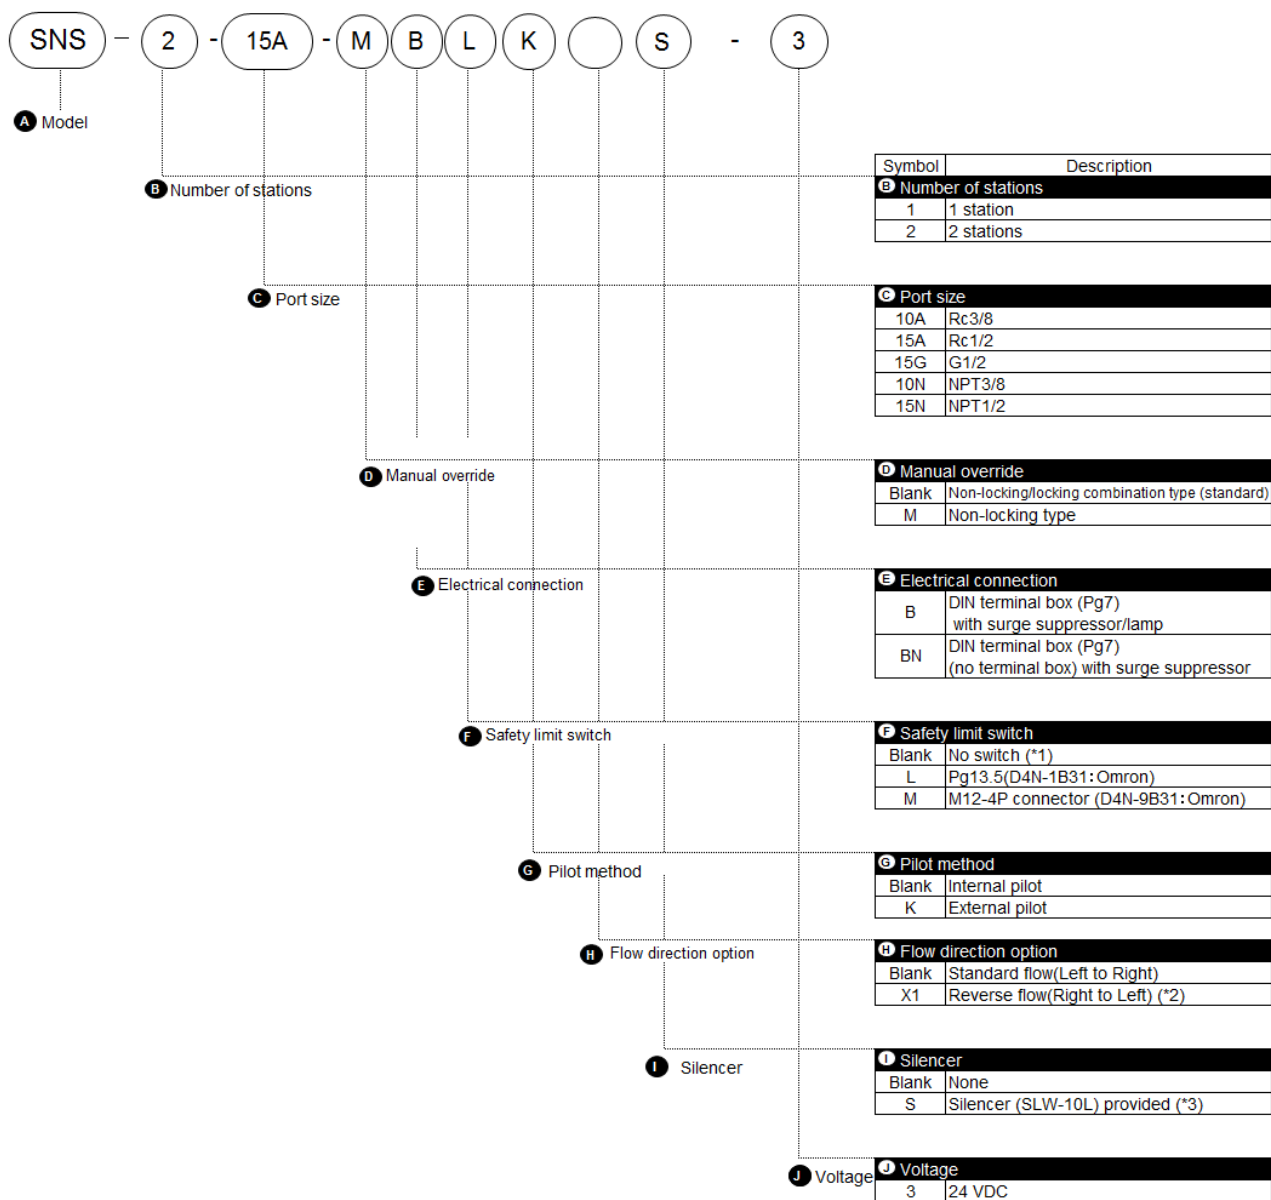 SNS – 2 - 15A - M B L K S - 3
A Model
Symbol Description
B Number of stations
B Number of stations
1 1 station
2 2 stations
C Port size
C Port size
10A Rc3/8
15A Rc1/2
15G G1/2
10N NPT3/8
15N NPT1/2
D Manual override
D Manual override
Blank Non-locking/locking combination type (standard)
M Non-locking type
E Electrical connection
E Electrical connection
B DIN terminal box (Pg7)
with surge suppressor/lamp
BN DIN terminal box (Pg7)
(no terminal box) with surge suppressor
F Safety limit switch
F Safety limit switch
Blank No switch (*1)
L Pg13.5(D4N-1B31:Omron)
M M12-4P connector (D4N-9B31:Omron)
G Pilot method
G Pilot method
Blank Internal pilot
K External pilot
H Flow direction option
H Flow direction option
Blank Standard flow(Left to Right)
X1 Reverse flow(Right to Left) (*2)
I Silencer
I Silencer
Blank None
S Silencer (SLW-10L) provided (*3)
J Voltage
J Voltage
3 24 VDC